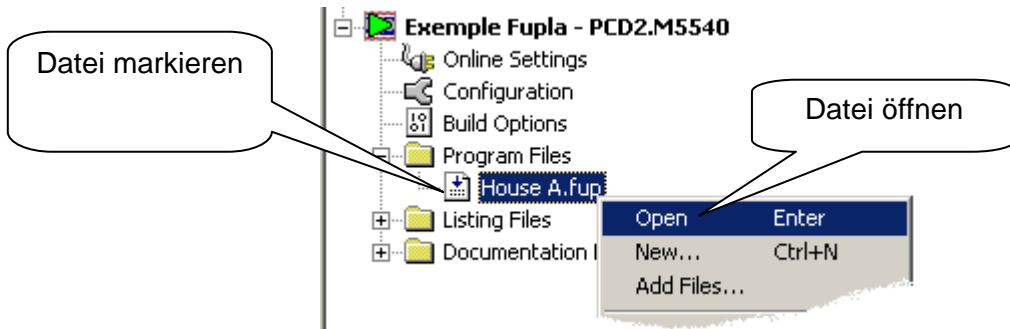 Exemple Fupla - PCD2.M5540
Datei markieren
Online Settings
Configuration
Datei öffnen
Build Options
Program Files
House A.fup
Open Enter
Listing Files
New... Ctrl+N
Documentation
Add Files...